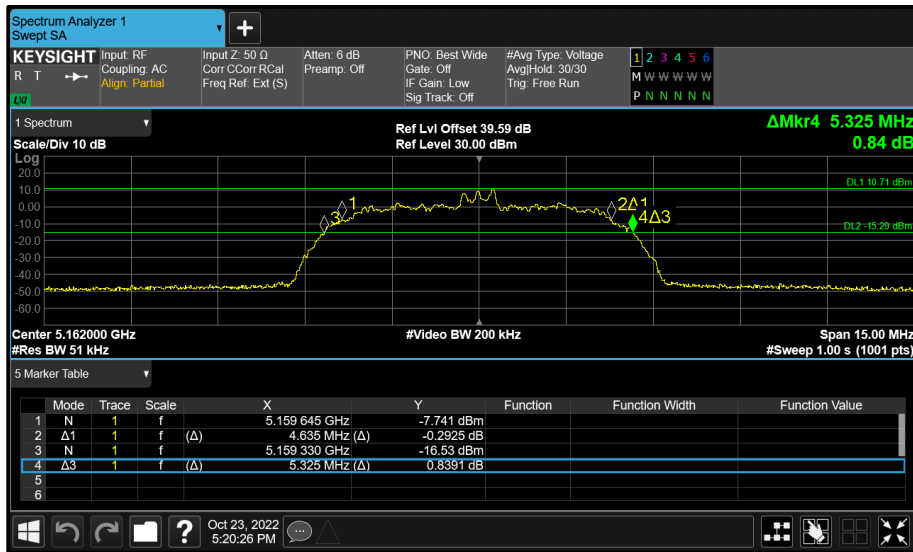 Spectrum Analyzer 1
Swept SA
+
KEYSIGHT
R T
LXI
Input: RF
Coupling: AC
Align: Partial
Input Z: 50 Ω
Corr CCorr RCal
Freq Ref: Ext (S)
Atten: 6 dB
Preamp: Off
PNO: Best Wide
Gate: Off
IF Gain: Low
Sig Track: Off
#Avg Type: Voltage
Avg|Hold: 30/30
Trig: Free Run
1 2 3 4 5 6
M W W W W W
P N N N N N
1 Spectrum
Scale/Div 10 dB
Ref Lvl Offset 39.59 dB
Ref Level 30.00 dBm
ΔMkr4 5.325 MHz
0.84 dB
Log
20.0
10.0
0.00
-10.0
-20.0
-30.0
-40.0
-50.0
-60.0
DL1 10.71 dBm
1
3
2Δ1
4Δ3
DL2 -15.29 dBm
Center 5.162000 GHz
#Video BW 200 kHz
Span 15.00 MHz
#Res BW 51 kHz
#Sweep 1.00 s (1001 pts)
5 Marker Table
Mode Trace Scale X Y Function Function Width Function Value
1 N 1 f 5.159 645 GHz -7.741 dBm
2 Δ1 1 f (Δ) 4.635 MHz (Δ) -0.2925 dB
3 N 1 f 5.159 330 GHz -16.53 dBm
4 Δ3 1 f (Δ) 5.325 MHz (Δ) 0.8391 dB
5
6
?
Oct 23, 2022
5:20:26 PM